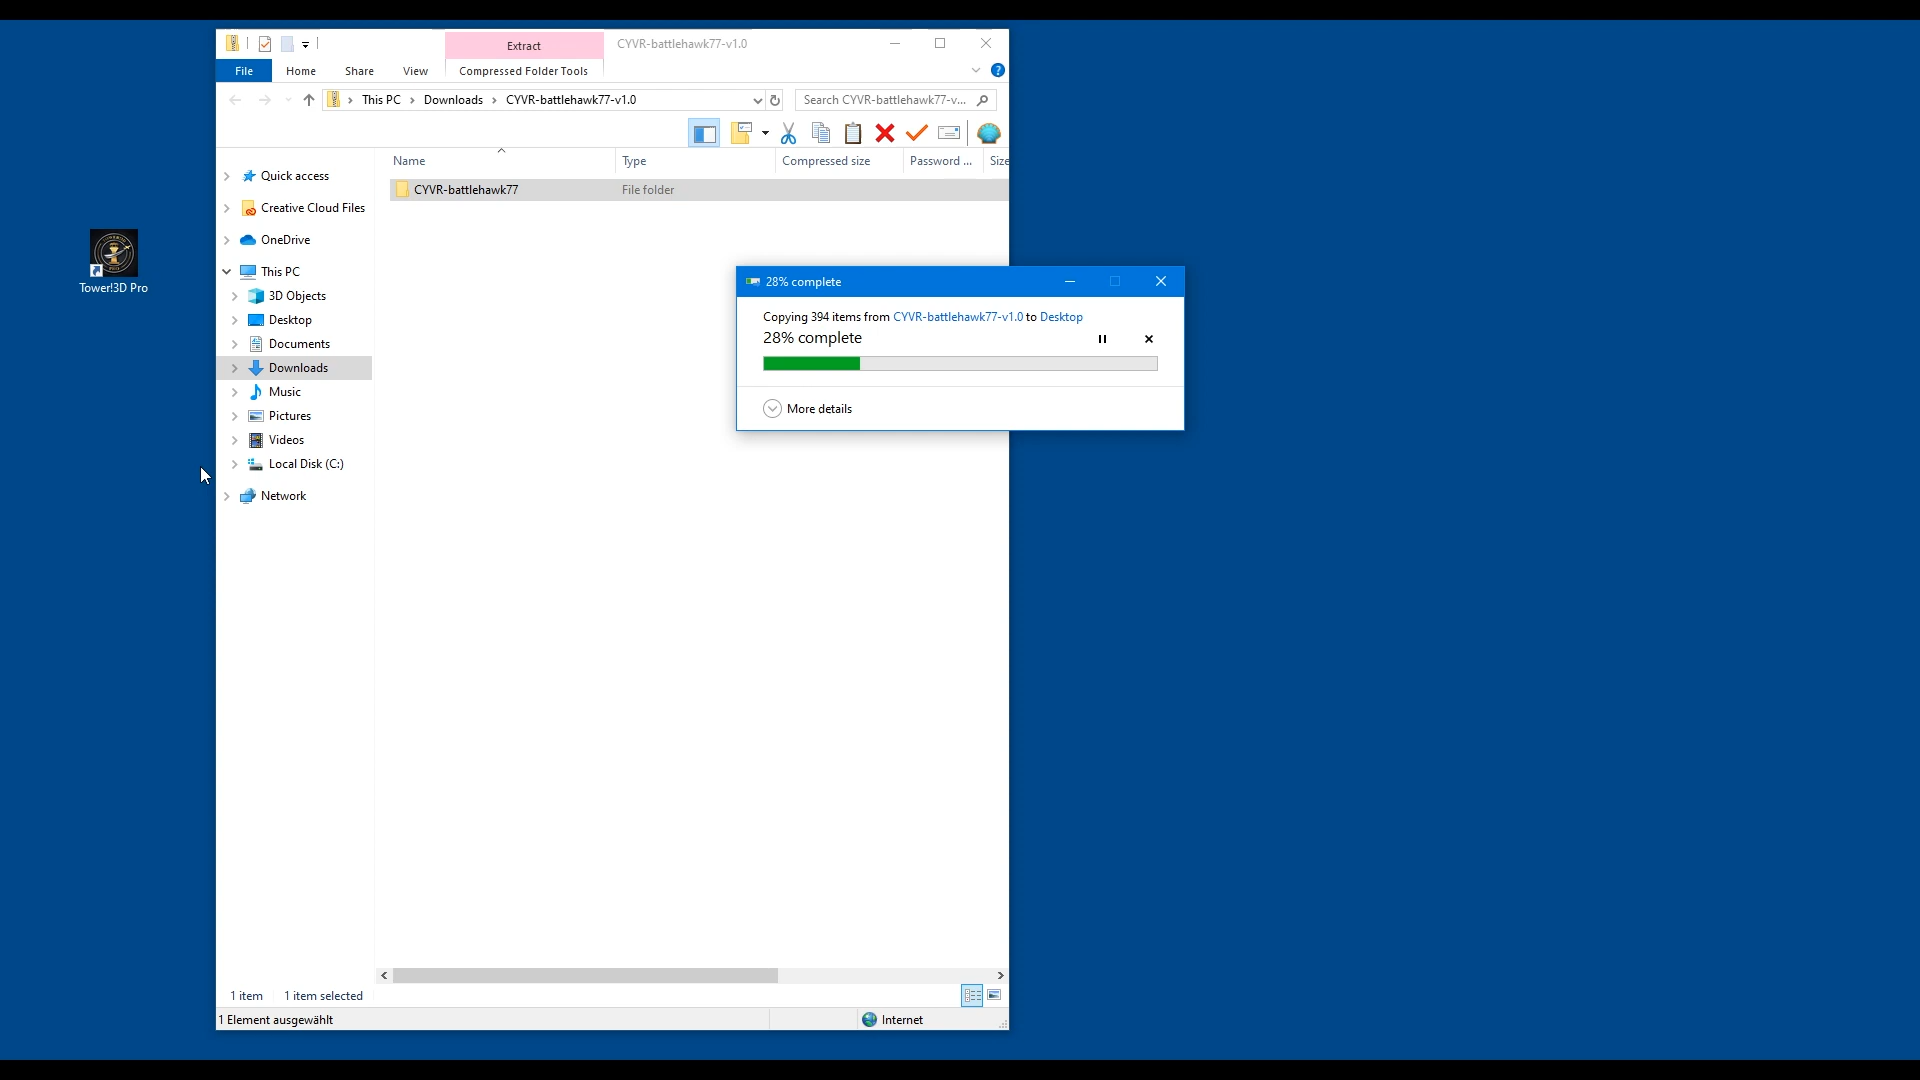 Extract
CYVR-battlehawk77-v1.0
File
Home
Share
View
Compressed Folder Tools
This PC
Downloads
CYVR-battlehawk77-v1.0
Search CYVR-battlehawk77-v...
Name
Type
Compressed size
Password ...
Size
CYVR-battlehawk77
File folder
Quick access
Creative Cloud Files
OneDrive
This PC
3D Objects
Desktop
Documents
Downloads
Music
Pictures
Videos
Local Disk (C:)
Network
Tower!3D Pro
28% complete
Copying 394 items from CYVR-battlehawk77-v1.0 to Desktop
28% complete
More details
1 item
1 item selected
1 Element ausgewählt
Internet